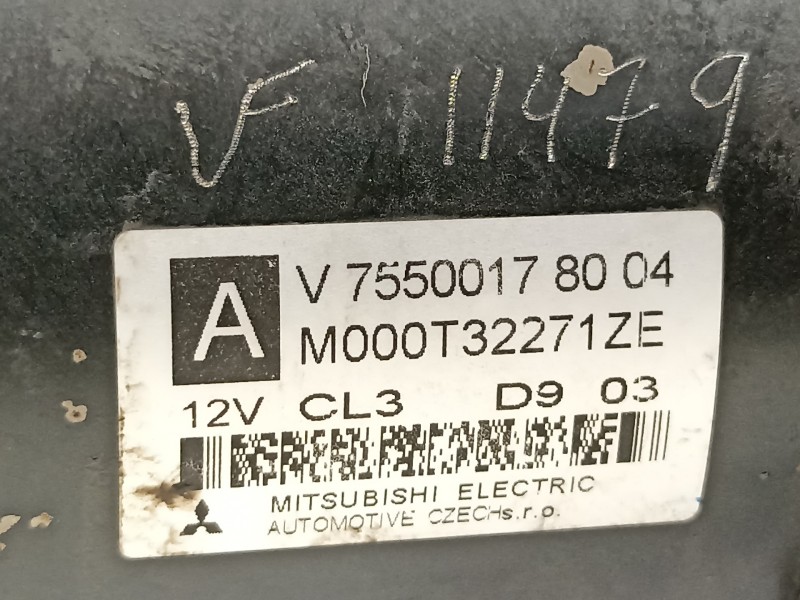 VF 11479
A
V 7550017 80 04
M000T32271ZE
12V CL3 D9 03
MITSUBISHI ELECTRIC
AUTOMOTIVE CZECHs.r.o.